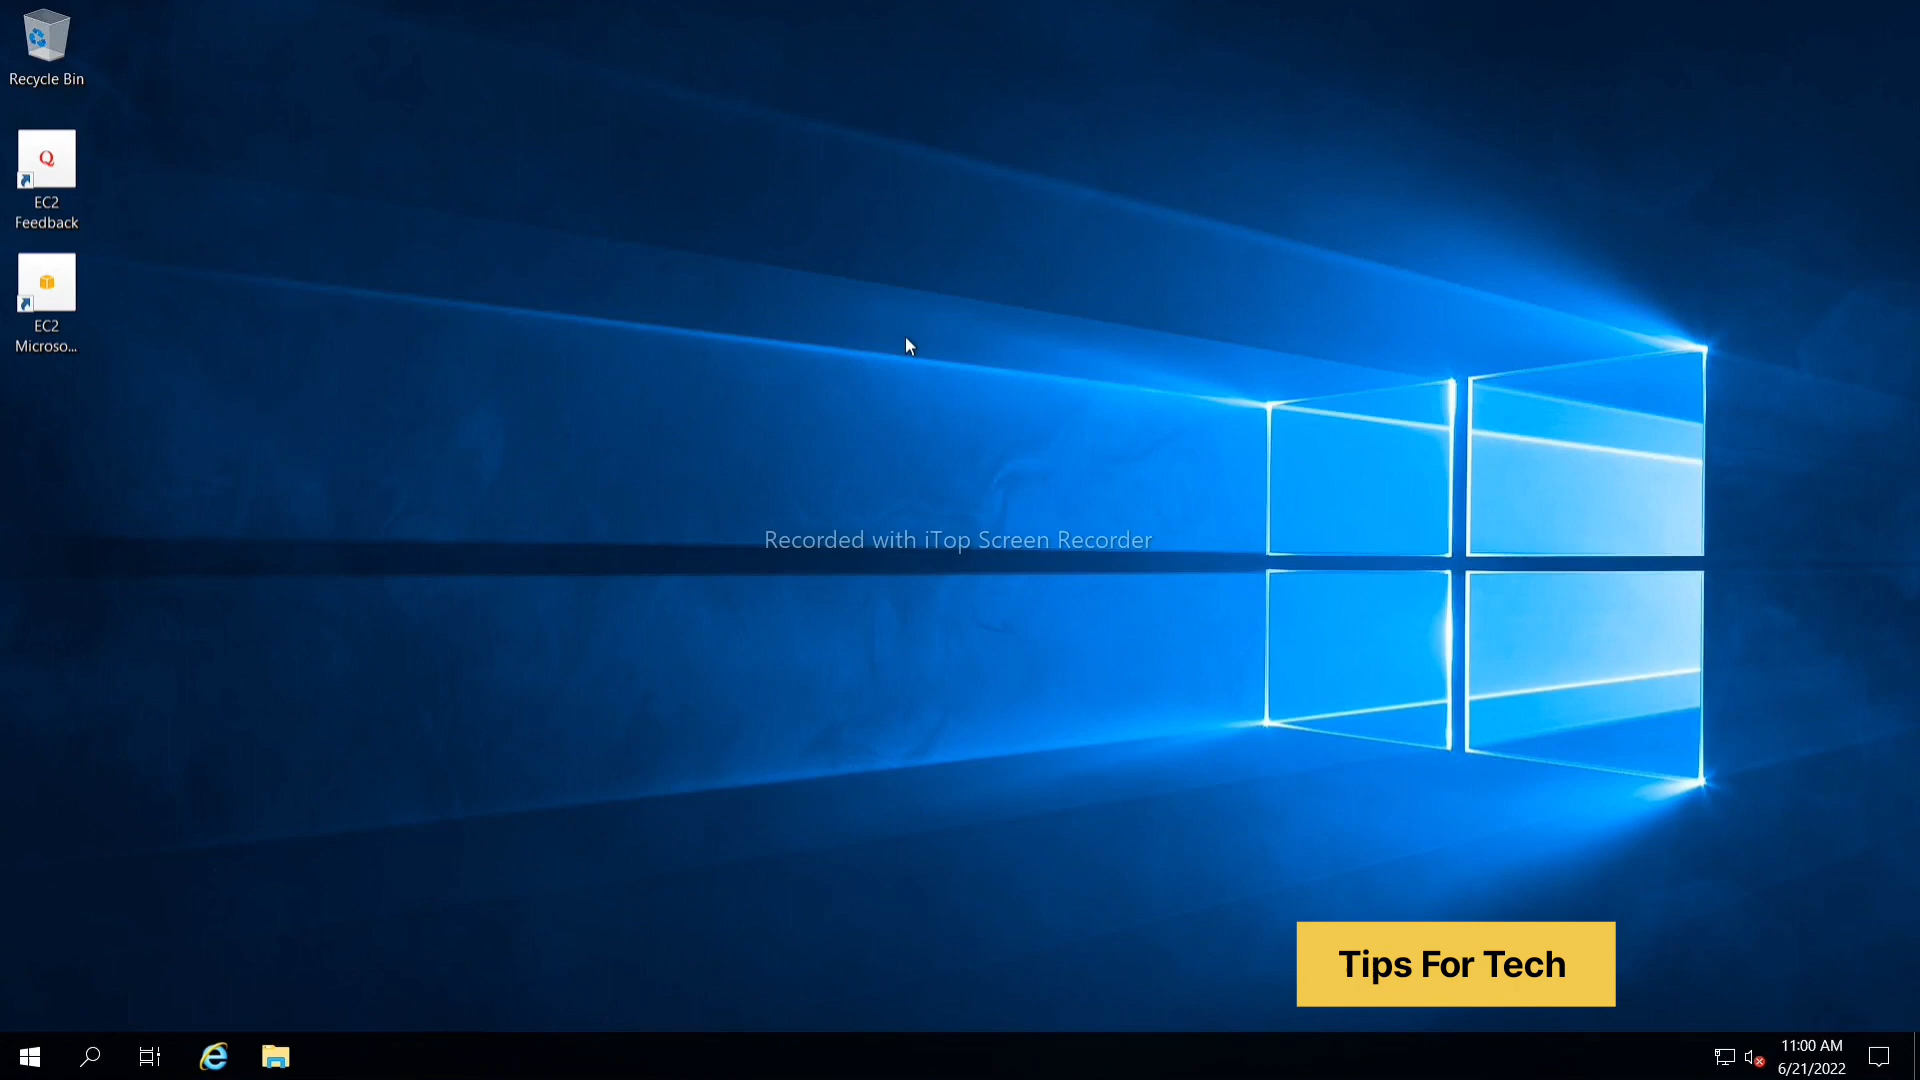 Recycle Bin
Q
EC2
Feedback
EC2
Microso...
Recorded with iTop Screen Recorder
Tips For Tech
11:00 AM
6/21/2022